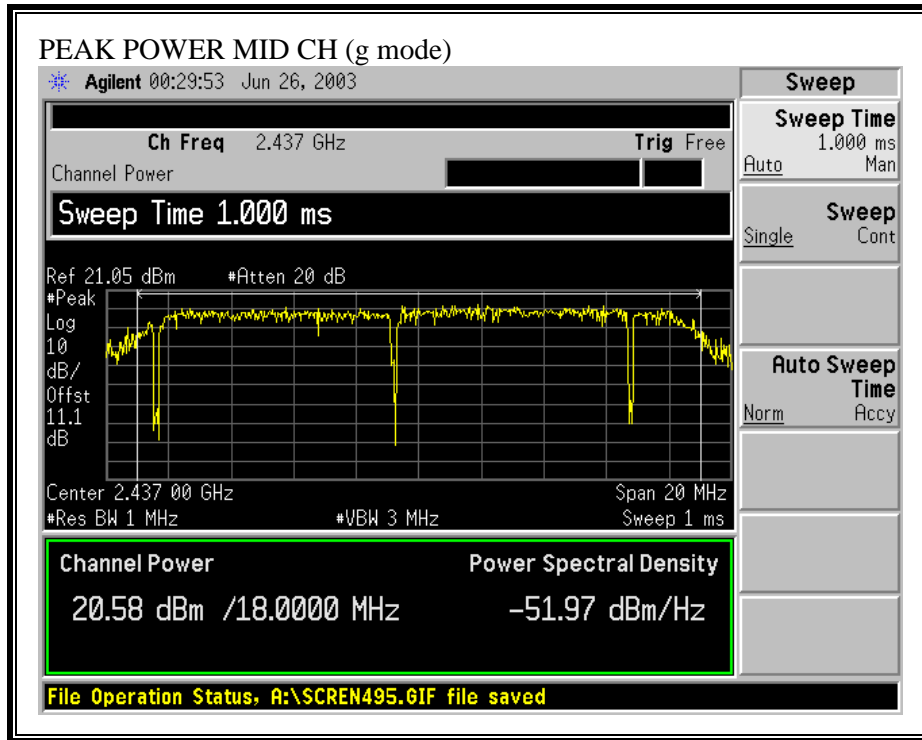 PEAK POWER MID CH (g mode)
Agilent 00:29:53 Jun 26, 2003
Ch Freq 2.437 GHz Trig Free
Channel Power
Sweep Time 1.000 ms
Ref 21.05 dBm #Atten 20 dB
#Peak
Log
10
dB/
Offst
11.1
dB
Center 2.437 00 GHz Span 20 MHz
#Res BW 1 MHz #VBW 3 MHz Sweep 1 ms
Channel Power Power Spectral Density
20.58 dBm /18.0000 MHz -51.97 dBm/Hz
File Operation Status, A:\SCREN495.GIF file saved
Sweep
Sweep Time
1.000 ms
Auto Man
Sweep
Single Cont
Auto Sweep
Time
Norm Accy